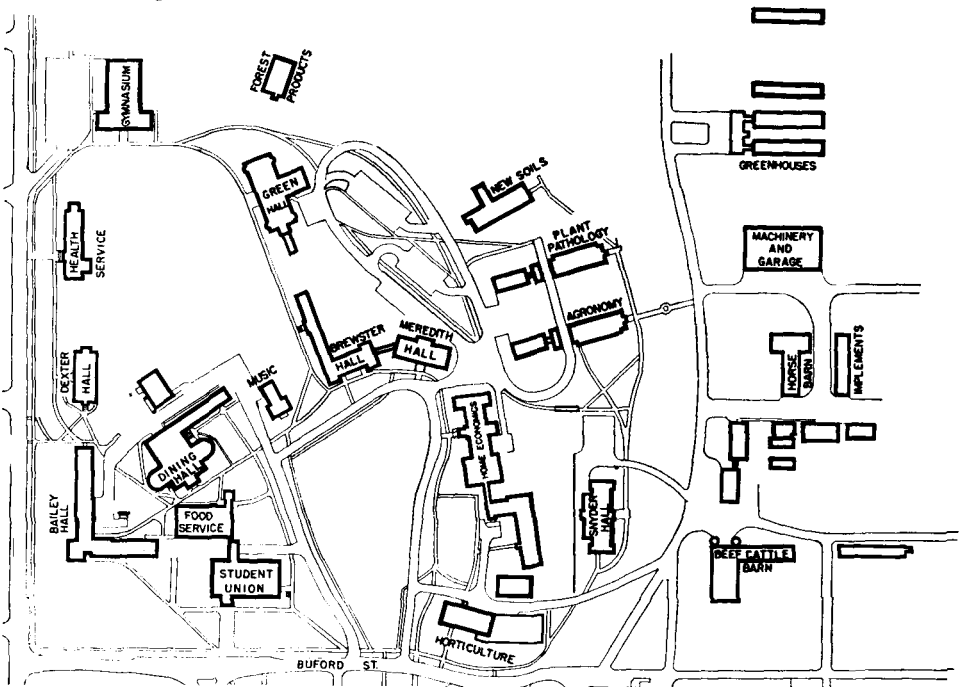 FOREST
PRODUCTS
GYMNASIUM
GREENHOUSES
GREEN
HALL
NEW SOILS
HEALTH
SERVICE
PLANT
PATHOLOGY
MACHINERY
AND
GARAGE
AGRONOMY
BREWSTER
HALL
MEREDITH
HALL
HORSE
BARN
IMPLEMENTS
DEXTER
HALL
MUSIC
HOME ECONOMICS
DINING
HALL
BAILEY
HALL
FOOD
SERVICE
SNYDER
HALL
STUDENT
UNION
BEEF CATTLE
BARN
HORTICULTURE
BUFORD ST.